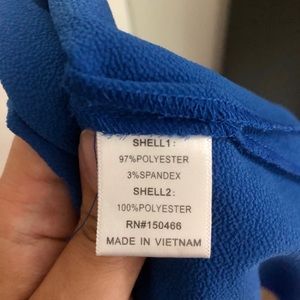 SHELL1:
97%POLYESTER
3%SPANDEX
SHELL2:
100%POLYESTER
RN#150466
MADE IN VIETNAM